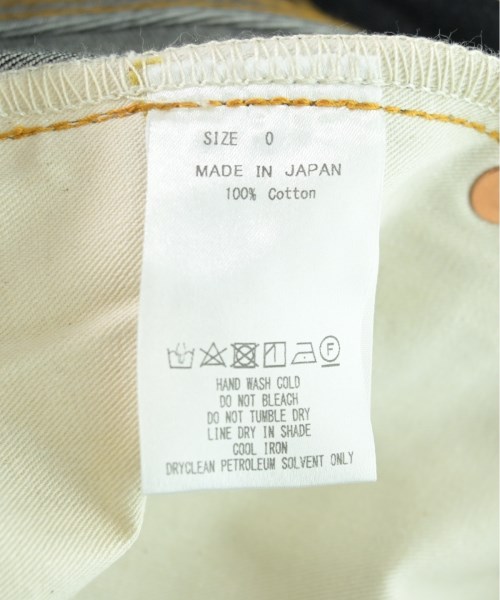 SIZE 0
MADE IN JAPAN
100% Cotton
F
HAND WASH COLD
DO NOT BLEACH
DO NOT TUMBLE DRY
LINE DRY IN SHADE
COOL IRON
DRYCLEAN PETROLEUM SOLVENT ONLY